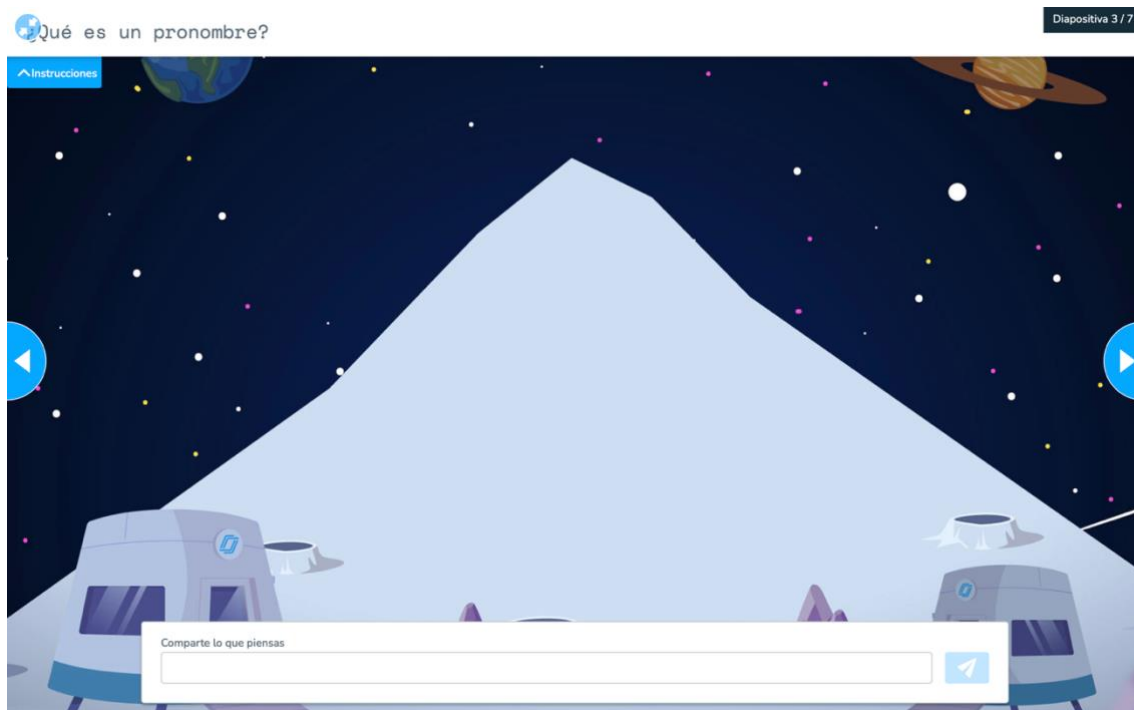 ¿Qué es un pronombre?
Diapositiva 3 / 7
Instrucciones
Comparte lo que piensas